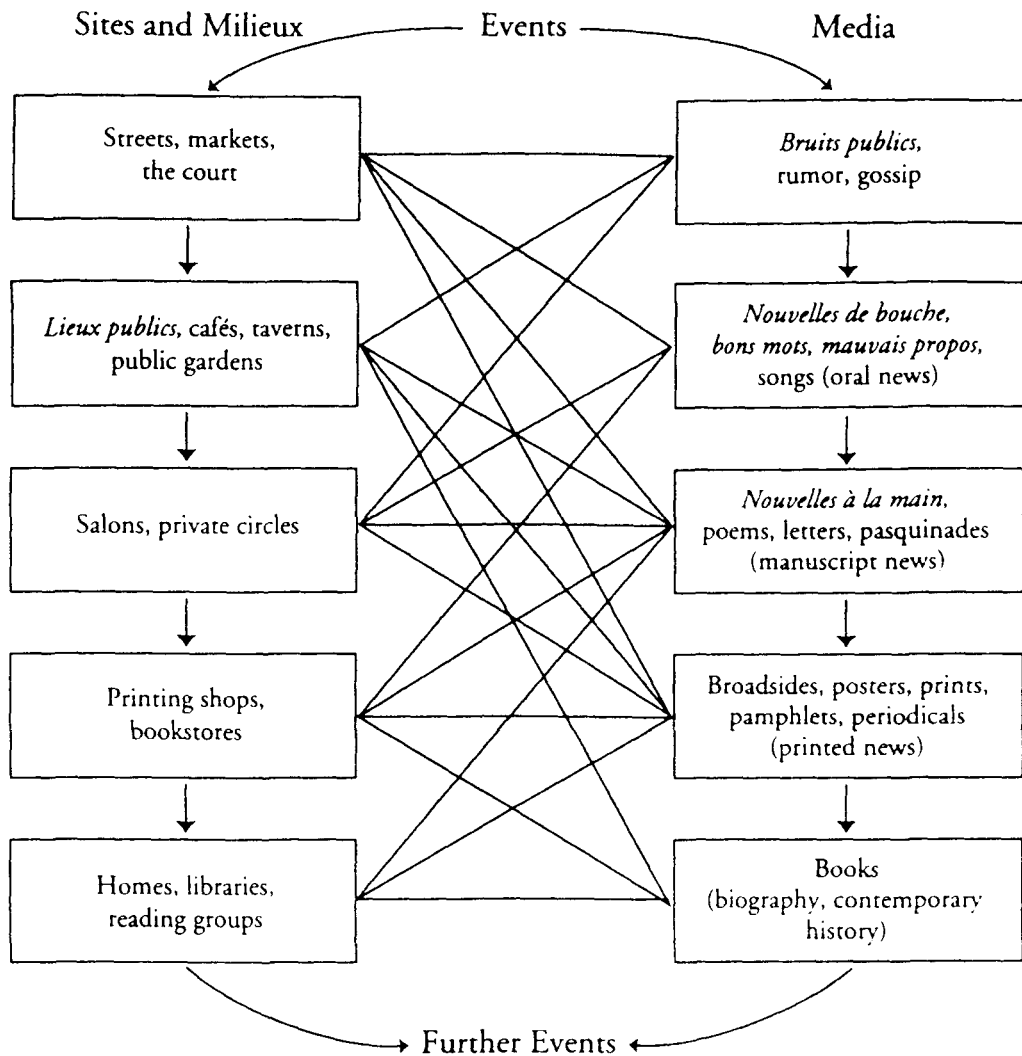 Sites and Milieux
Events
Media
Streets, markets,
the court
Bruits publics,
rumor, gossip
Lieux publics, cafés, taverns,
public gardens
Nouvelles de bouche,
bons mots, mauvais propos,
songs (oral news)
Salons, private circles
Nouvelles à la main,
poems, letters, pasquinades
(manuscript news)
Printing shops,
bookstores
Broadsides, posters, prints,
pamphlets, periodicals
(printed news)
Homes, libraries,
reading groups
Books
(biography, contemporary
history)
Further Events